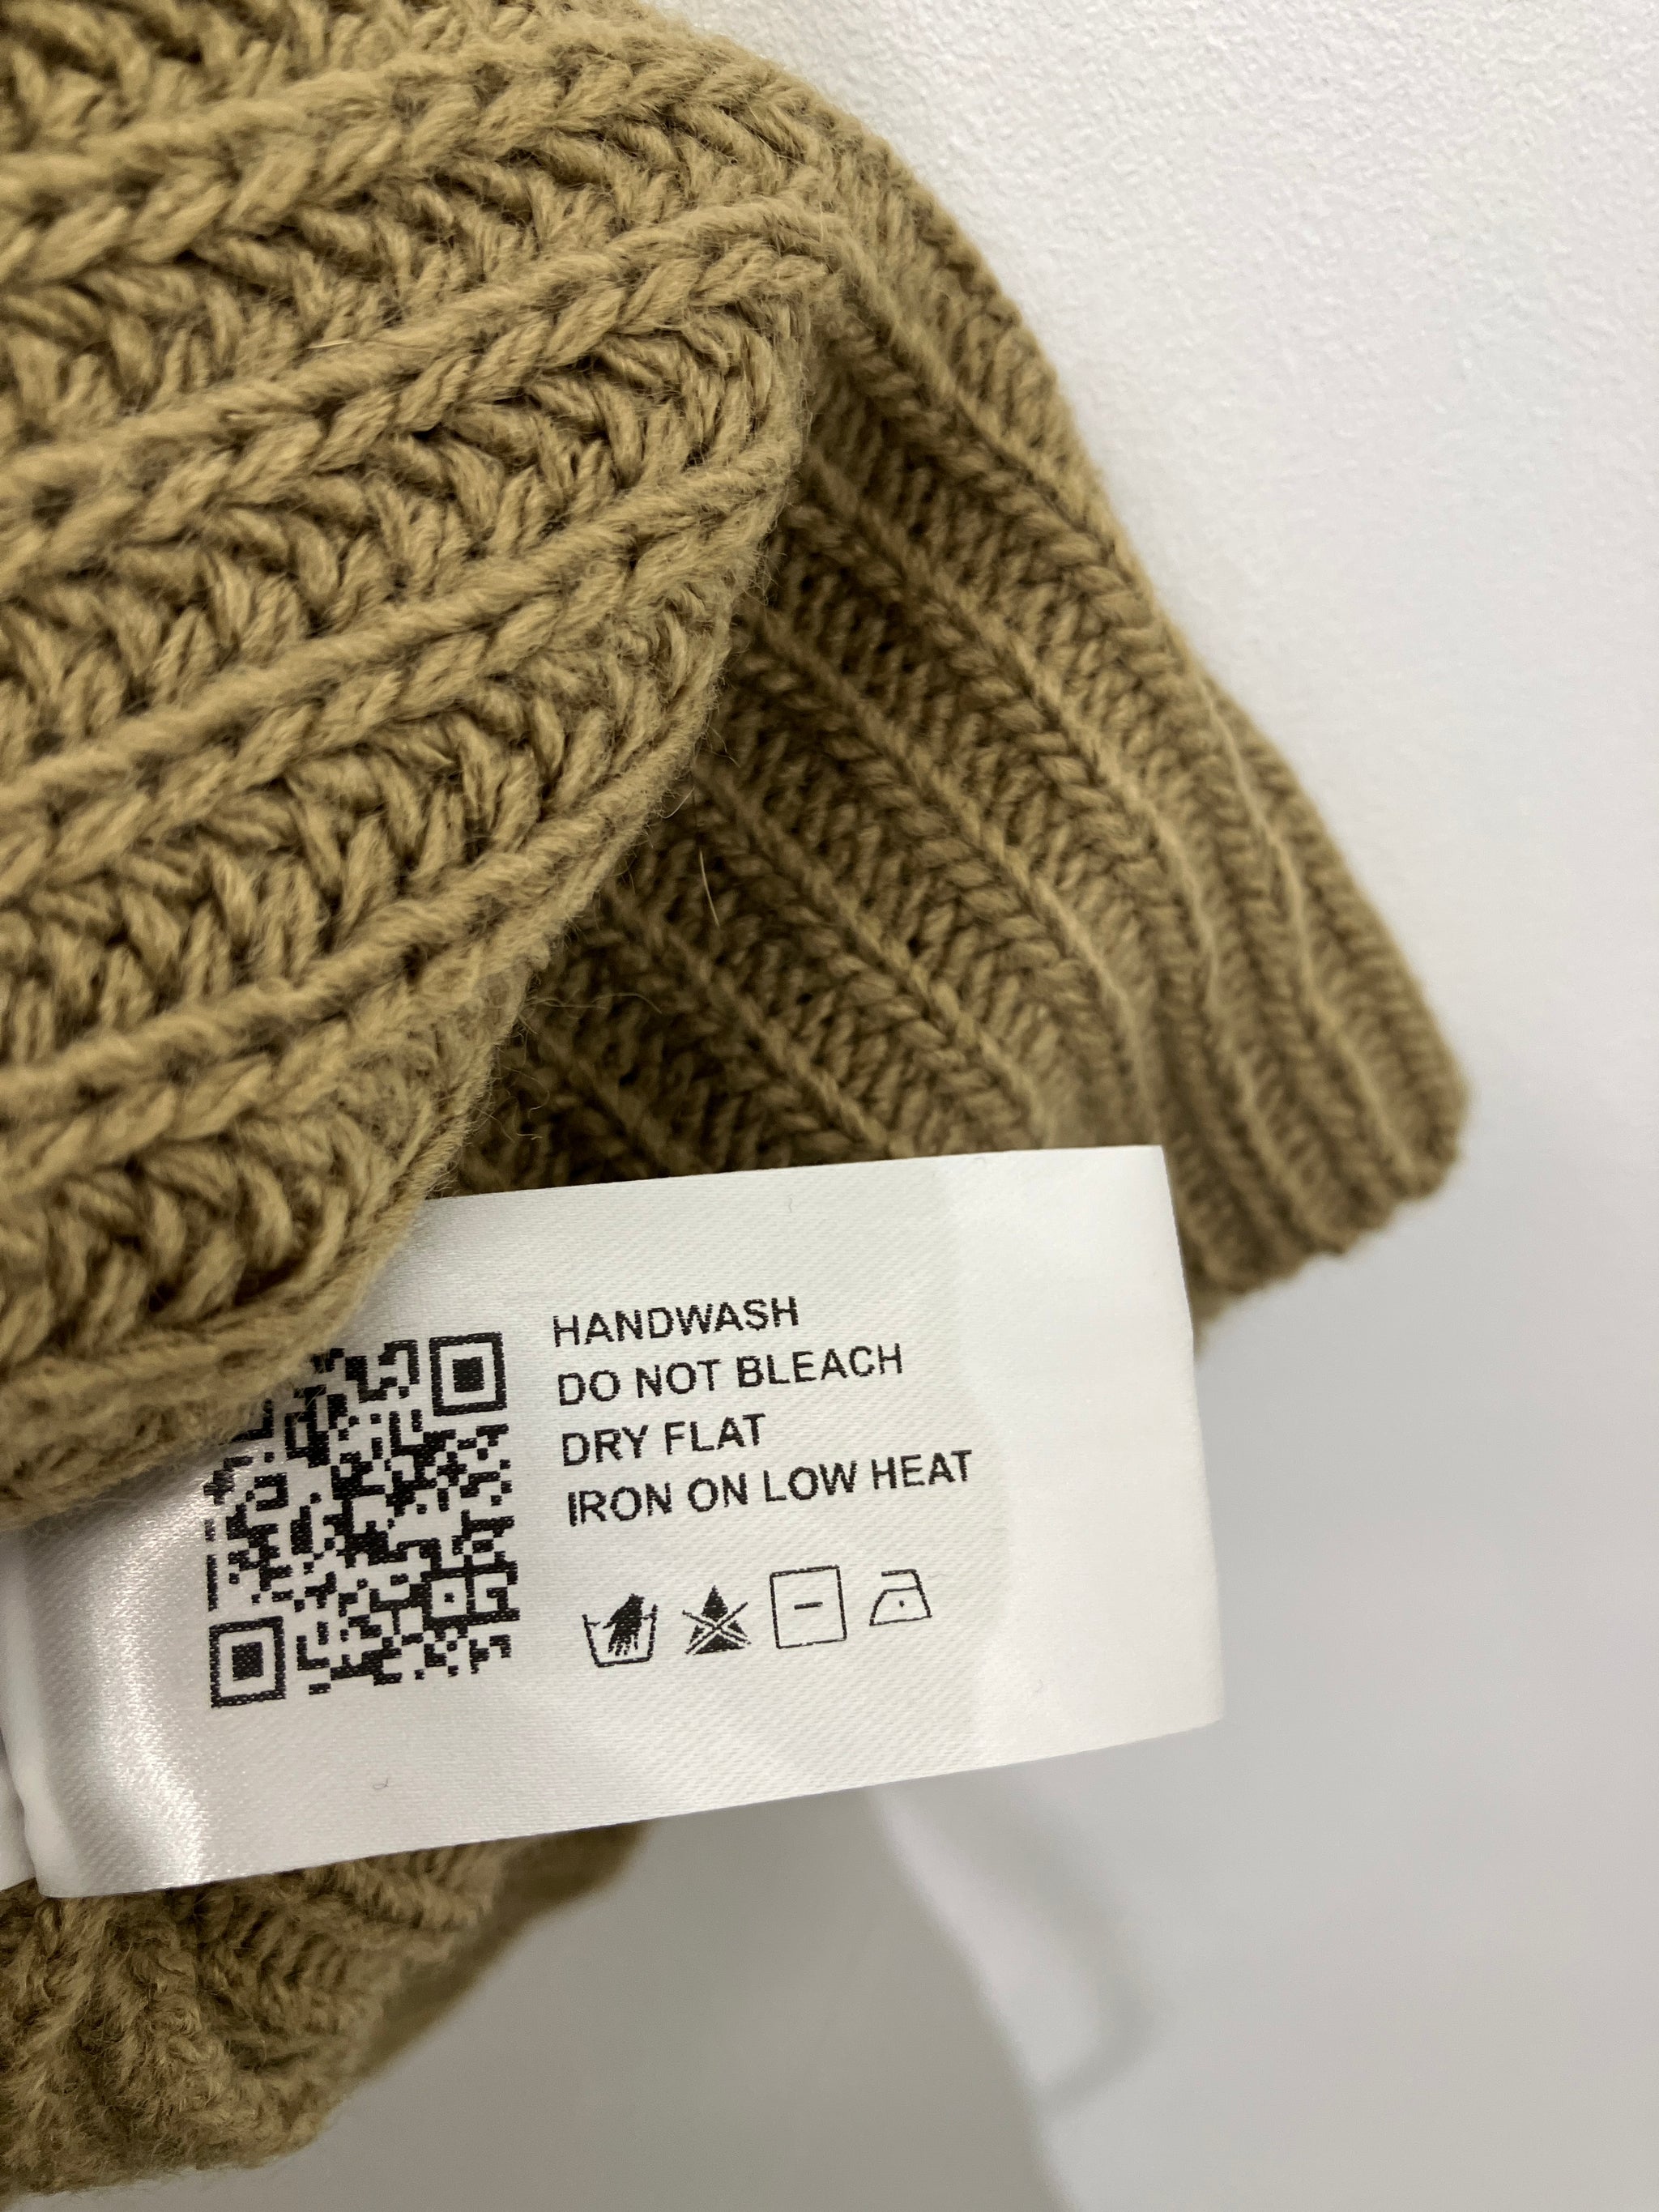 HANDWASH
DO NOT BLEACH
DRY FLAT
IRON ON LOW HEAT